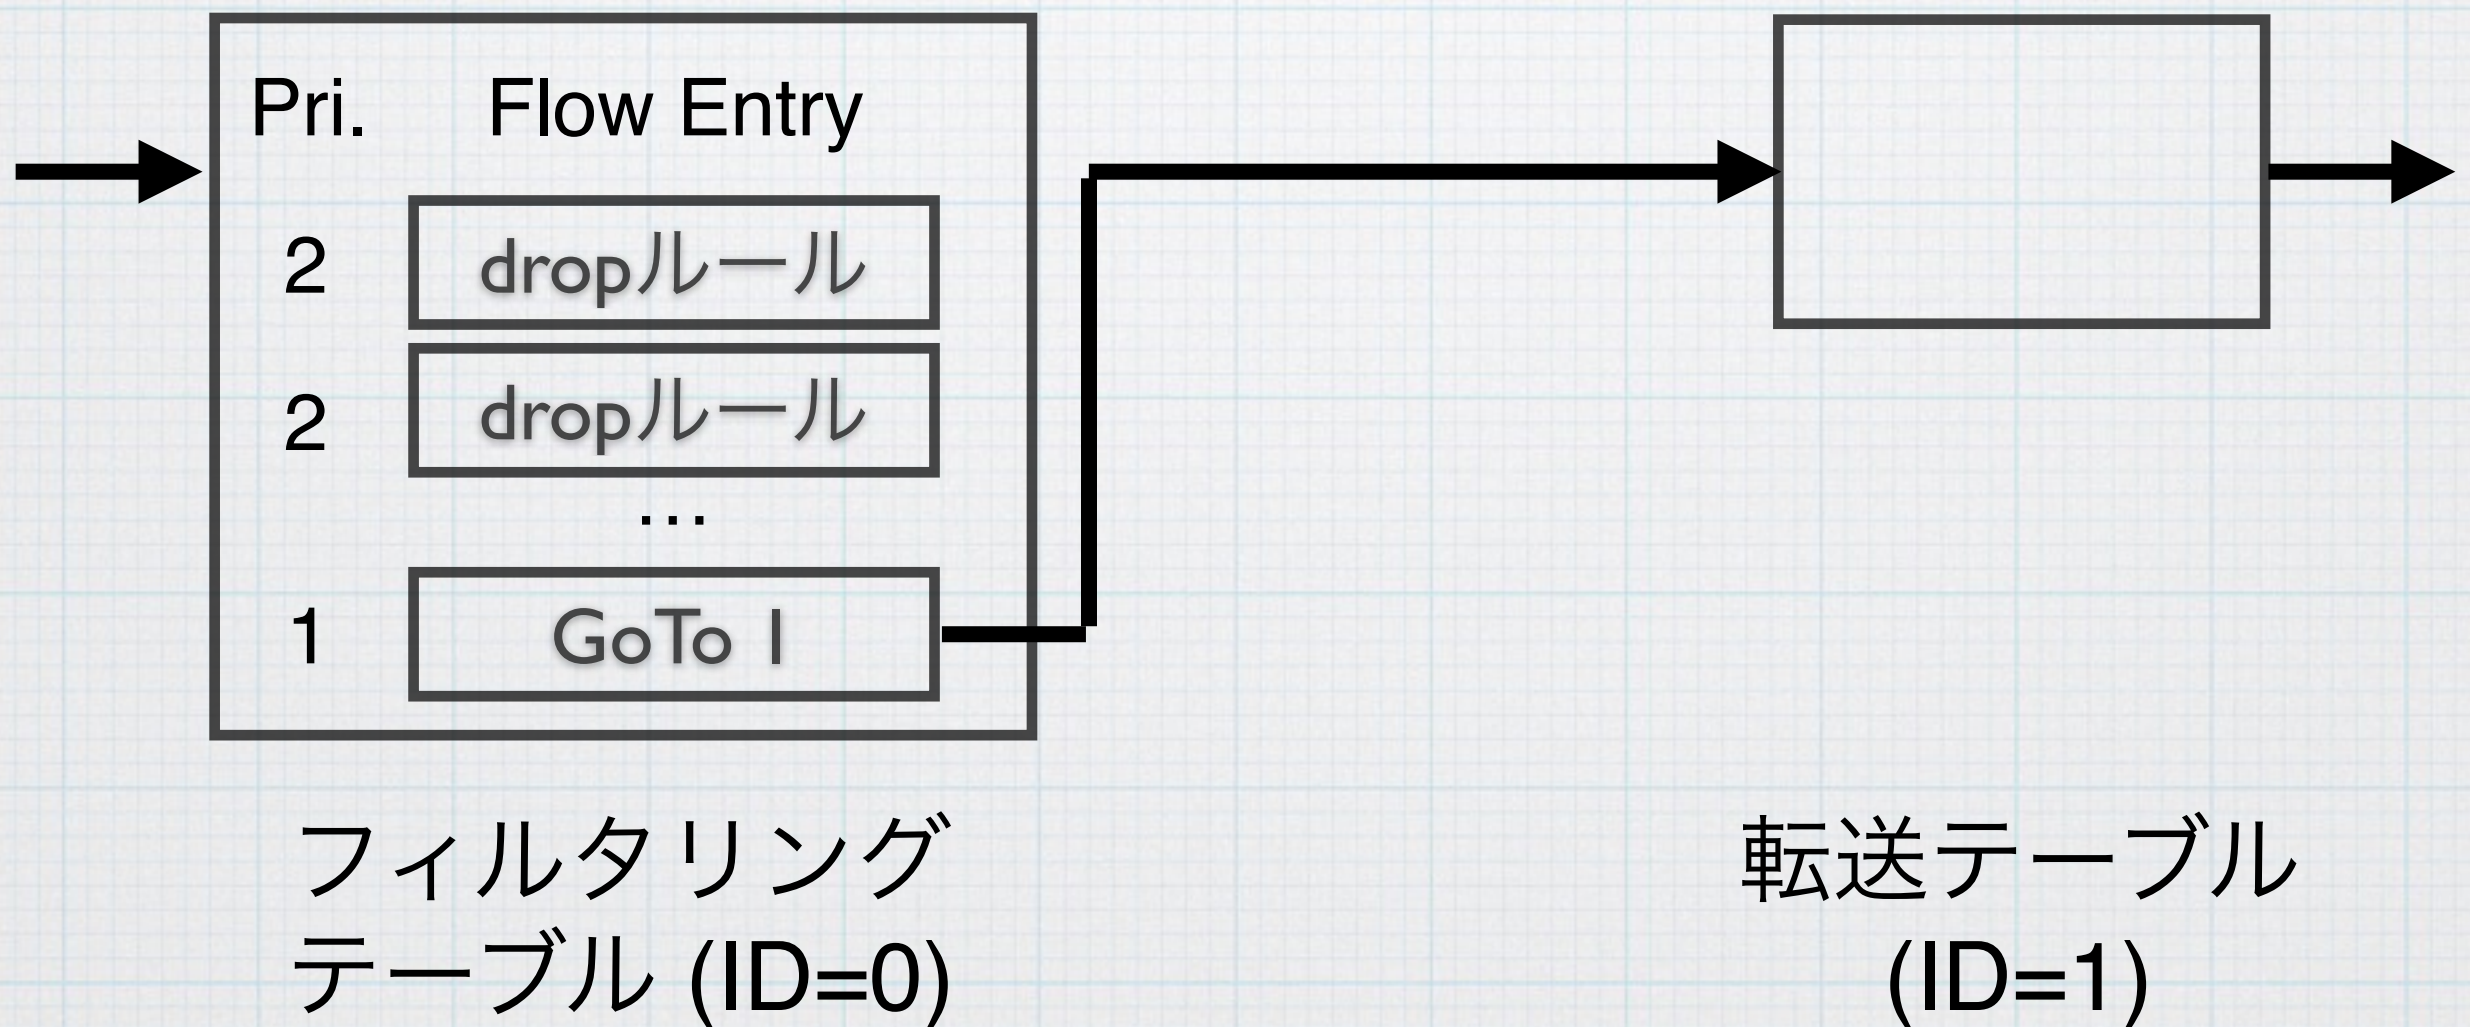 Pri. Flow Entry
2 dropルール
2 dropルール
…
1 GoTo 1
フィルタリング
テーブル (ID=0)
転送テーブル
(ID=1)